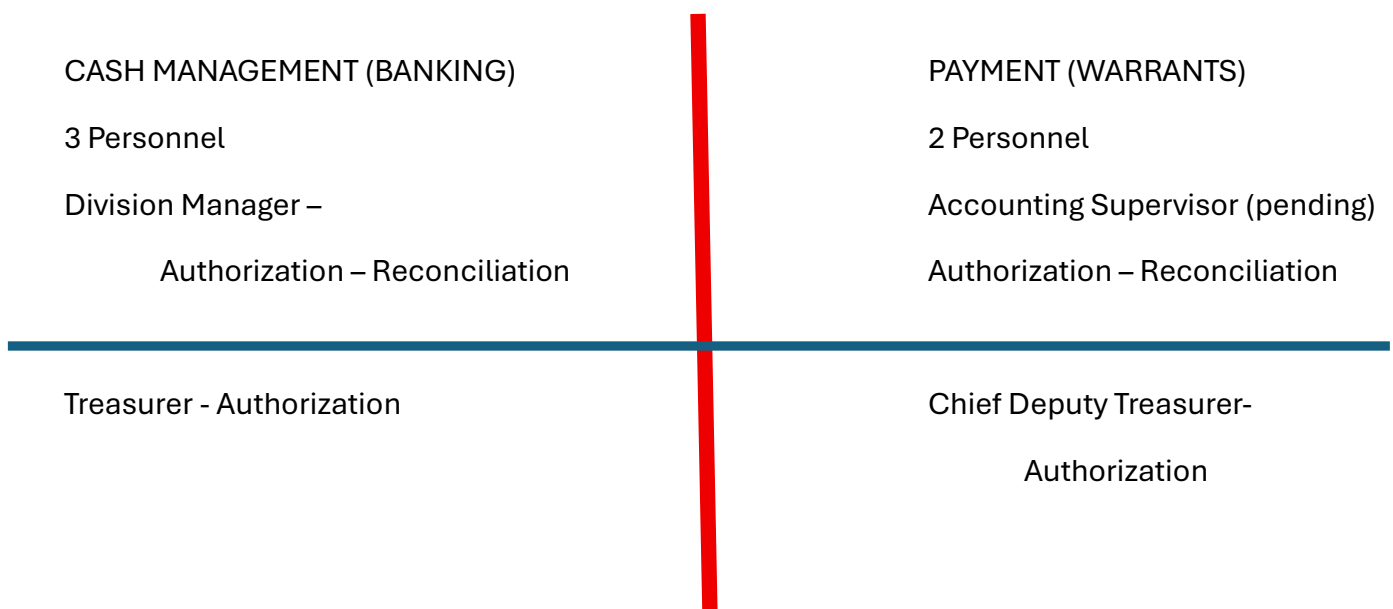 CASH MANAGEMENT (BANKING)
3 Personnel
Division Manager –
Authorization – Reconciliation
Treasurer - Authorization
PAYMENT (WARRANTS)
2 Personnel
Accounting Supervisor (pending)
Authorization – Reconciliation
Chief Deputy Treasurer-
Authorization